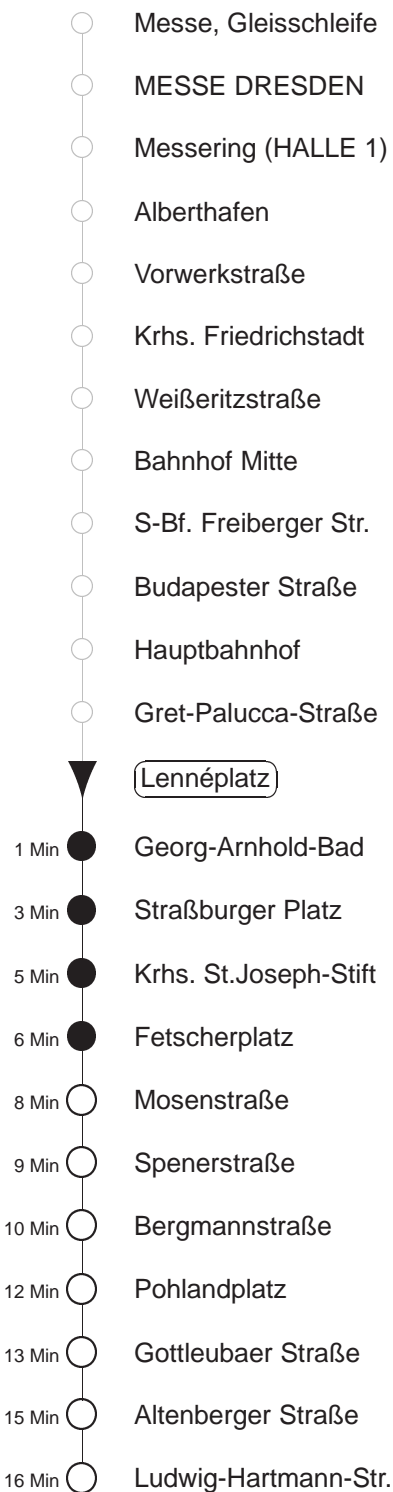 Messe, Gleisschleife
MESSE DRESDEN
Messering (HALLE 1)
Alberthafen
Vorwerkstraße
Krhs. Friedrichstadt
Weißeritzstraße
Bahnhof Mitte
S-Bf. Freiberger Str.
Budapester Straße
Hauptbahnhof
Gret-Palucca-Straße
Lennéplatz
1 Min Georg-Arnhold-Bad
3 Min Straßburger Platz
5 Min Krhs. St.Joseph-Stift
6 Min Fetscherplatz
8 Min Mosenstraße
9 Min Spenerstraße
10 Min Bergmannstraße
12 Min Pohlandplatz
13 Min Gottleubaer Straße
15 Min Altenberger Straße
16 Min Ludwig-Hartmann-Str.